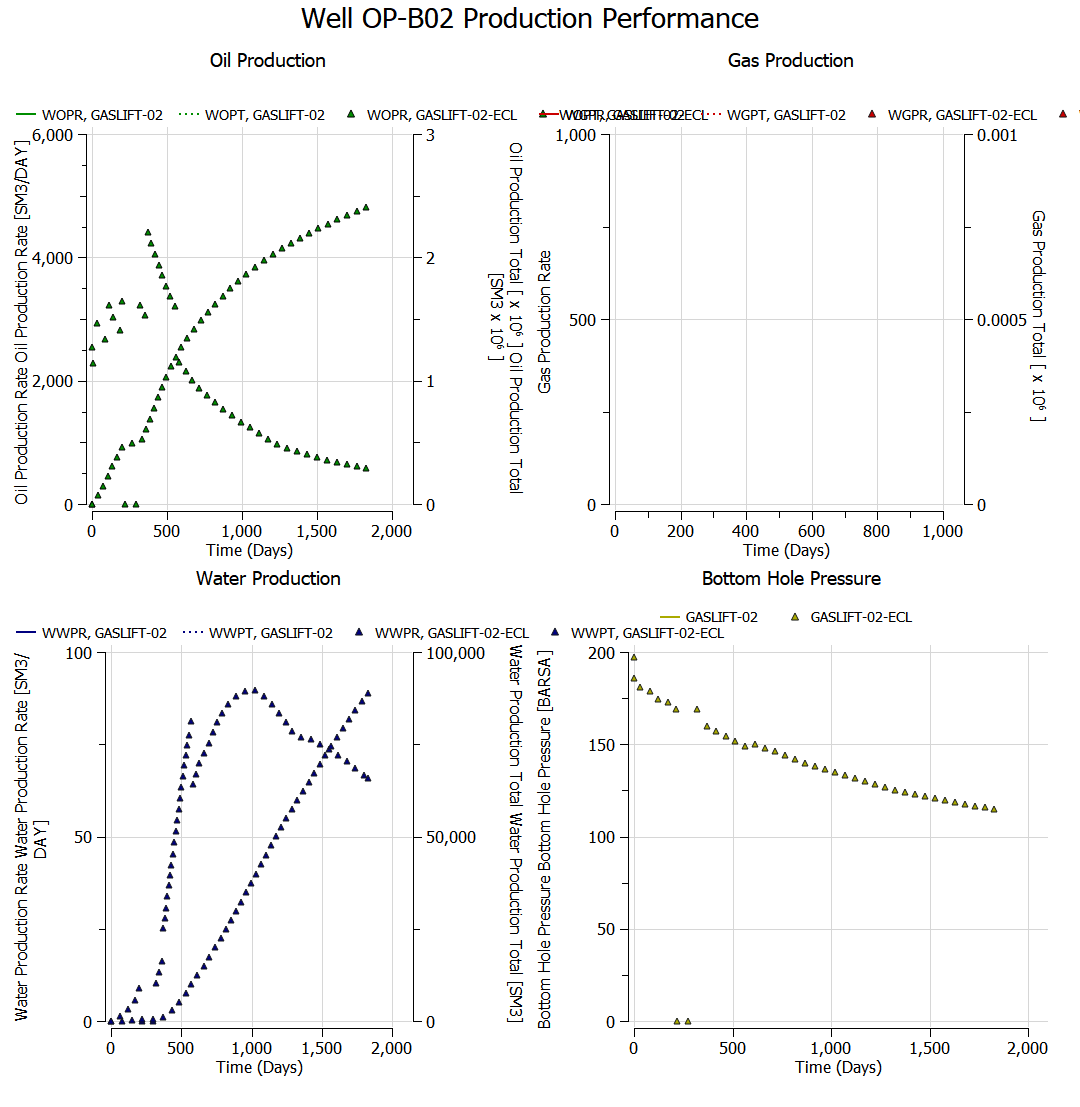 Well OP-B02 Production Performance
Oil Production
WOPR, GASLIFT-02
WOPT, GASLIFT-02
WOPR, GASLIFT-02-ECL
WOPT, GASLIFT-02-ECL
6,000
4,000
2,000
0
3
2
1
0
Oil Production Rate Oil Production Rate [SM3/DAY]
Oil Production Total [ x 10⁶ ] Oil Production Total
[SM3 x 10⁶ ]
0
500
1,000
1,500
2,000
Time (Days)
Gas Production
WGPR, GASLIFT-02
WGPT, GASLIFT-02
WGPR, GASLIFT-02-ECL
1,000
500
0
0.001
0.0005
0
Gas Production Rate
Gas Production Total [ x 10⁶ ]
0
200
400
600
800
1,000
Time (Days)
Water Production
WWPR, GASLIFT-02
WWPT, GASLIFT-02
WWPR, GASLIFT-02-ECL
WWPT, GASLIFT-02-ECL
100
50
0
100,000
50,000
0
Water Production Rate Water Production Rate [SM3/
DAY]
Water Production Total Water Production Total [SM3]
0
500
1,000
1,500
2,000
Time (Days)
Bottom Hole Pressure
GASLIFT-02
GASLIFT-02-ECL
200
150
100
50
0
Bottom Hole Pressure Bottom Hole Pressure [BARSA]
0
500
1,000
1,500
2,000
Time (Days)